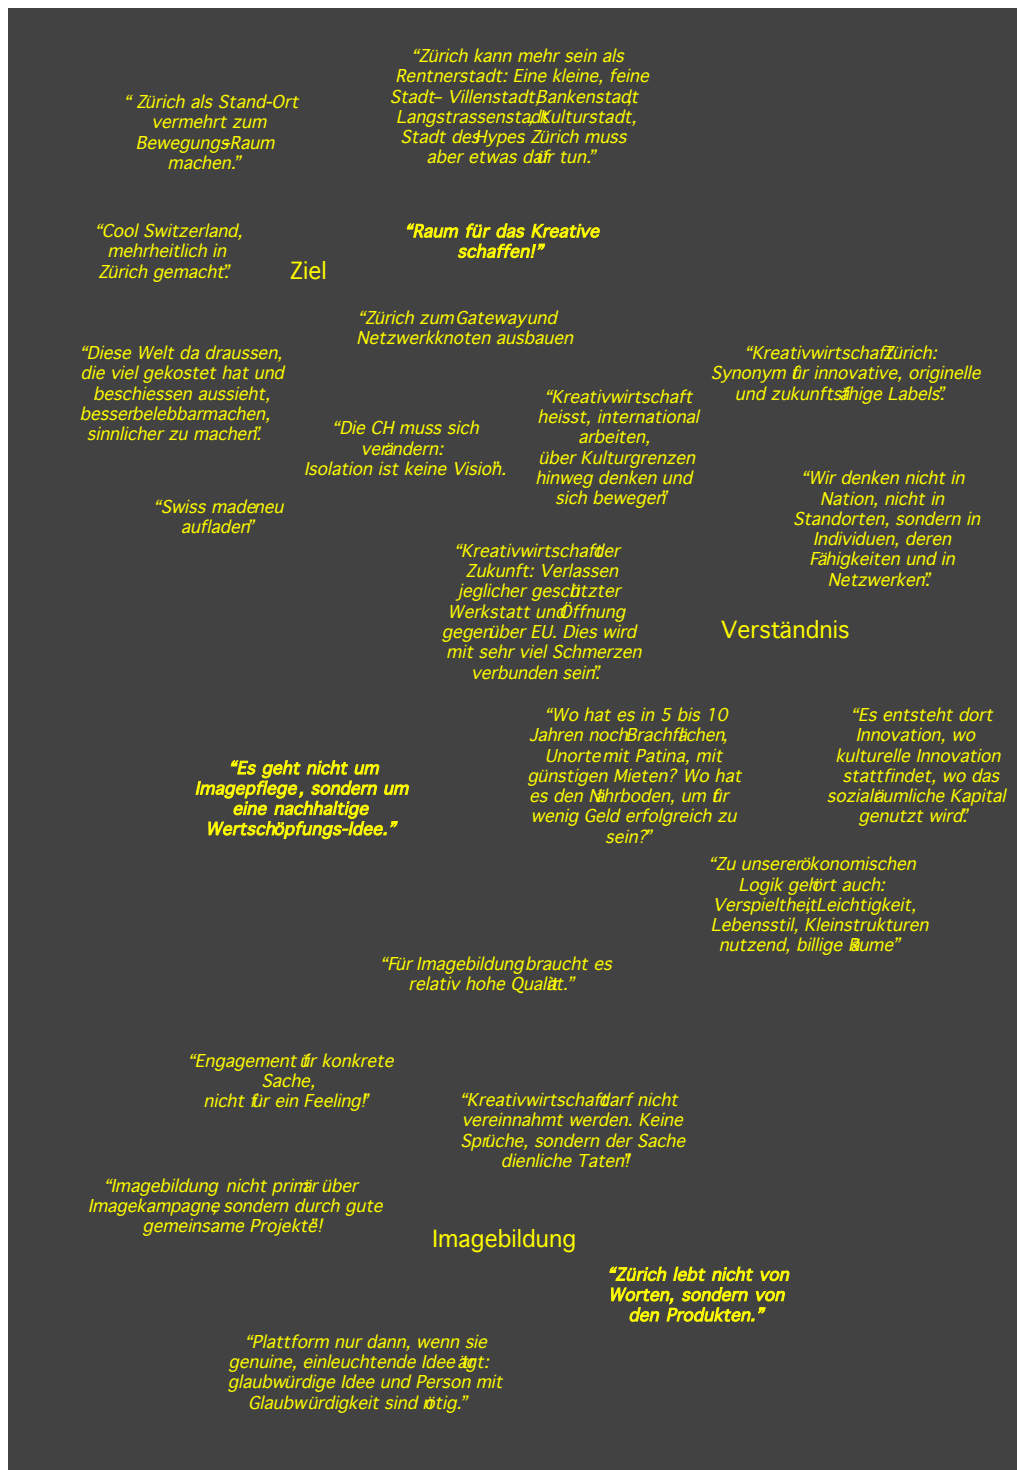 “Zürich kann mehr sein als
Rentnerstadt: Eine kleine, feine
Stadt– Villenstadt, Bankenstadt,
Langstrassenstadt, Kulturstadt,
Stadt des Hypes. Zürich muss
aber etwas dafür tun.”
“ Zürich als Stand-Ort
vermehrt zum
Bewegungs-Raum
machen.”
“Cool Switzerland,
mehrheitlich in
Zürich gemacht”.
“Raum für das Kreative
schaffen!”
Ziel
“Zürich zum Gateway und
Netzwerkknoten ausbauen
“Diese Welt da draussen,
die viel gekostet hat und
beschiessen aussieht,
besser belebbar machen,
sinnlicher zu machen”.
“Kreativwirtschaft Zürich:
Synonym für innovative, originelle
und zukunftsfähige Labels”.
“Kreativwirtschaft
heisst, international
arbeiten,
über Kulturgrenzen
hinweg denken und
sich bewegen”
“Die CH muss sich
verändern:
Isolation ist keine Vision”.
“Wir denken nicht in
Nation, nicht in
Standorten, sondern in
Individuen, deren
Fähigkeiten und in
Netzwerken”.
“Swiss made neu
aufladen”
“Kreativwirtschaft der
Zukunft: Verlassen
jeglicher geschützter
Werkstatt und Öffnung
gegenüber EU. Dies wird
mit sehr viel Schmerzen
verbunden sein”.
Verständnis
“Wo hat es in 5 bis 10
Jahren noch Brachflächen,
Unorte mit Patina, mit
günstigen Mieten? Wo hat
es den Nährboden, um für
wenig Geld erfolgreich zu
sein?”
“Es entsteht dort
Innovation, wo
kulturelle Innovation
stattfindet, wo das
sozialräumliche Kapital
genutzt wird”.
“Es geht nicht um
Imagepflege, sondern um
eine nachhaltige
Wertschöpfungs-Idee.”
“Zu unserer ökonomischen
Logik gehört auch:
Verspieltheit, Leichtigkeit,
Lebensstil, Kleinstrukturen
nutzend, billige Räume”
“Für Imagebildung braucht es
relativ hohe Qualität.”
“Engagement für konkrete
Sache,
nicht für ein Feeling!”
“Kreativwirtschaft darf nicht
vereinnahmt werden. Keine
Sprüche, sondern der Sache
dienliche Taten”!
“Imagebildung nicht primär über
Imagekampagne, sondern durch gute
gemeinsame Projekte”!
Imagebildung
“Zürich lebt nicht von
Worten, sondern von
den Produkten.”
“Plattform nur dann, wenn sie
genuine, einleuchtende Idee trägt:
glaubwürdige Idee und Person mit
Glaubwürdigkeit sind nötig.”